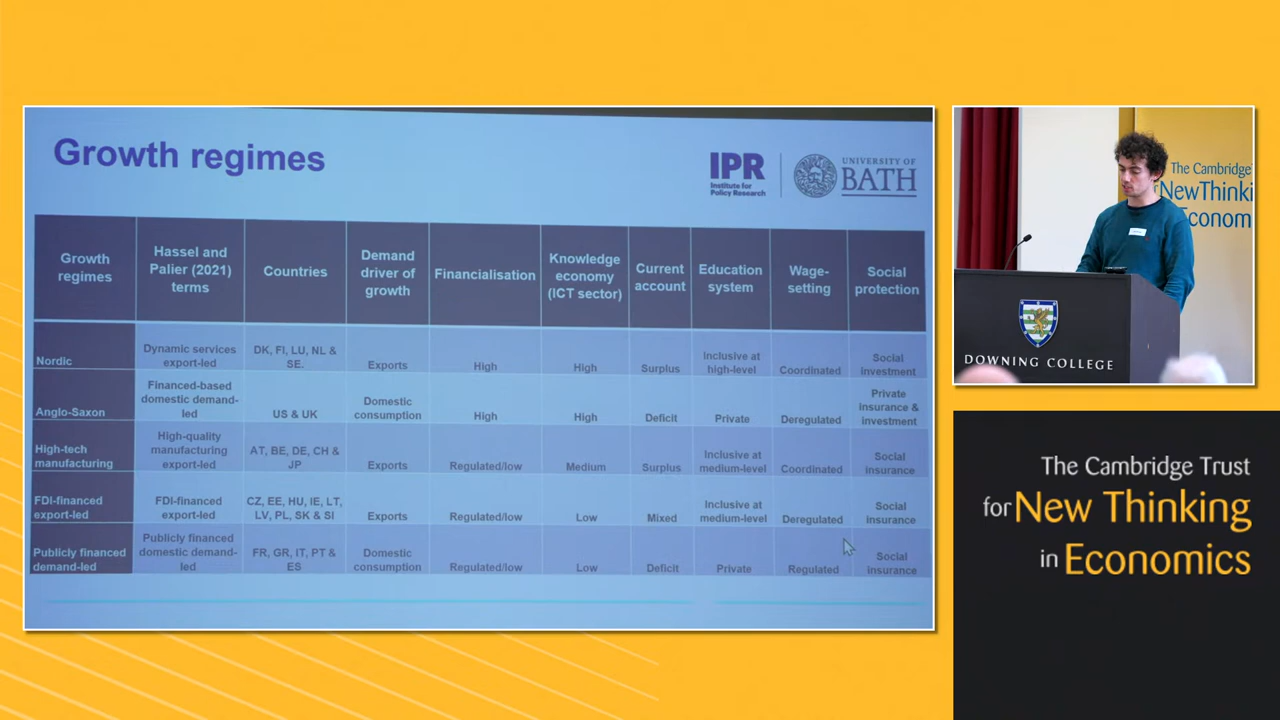 Growth regimes
IPR
Institute for
Policy Research
UNIVERSITY OF
BATH
Growth
regimes
Hassel and
Palier (2021)
terms
Countries
Demand
driver of
growth
Financialisation
Knowledge
economy
(ICT sector)
Current
account
Education
system
Wage-
setting
Social
protection
Nordic
Dynamic services
export-led
DK, FI, LU, NL &
SE.
Exports
High
High
Surplus
Inclusive at
high-level
Coordinated
Social
investment
Anglo-Saxon
Financed-based
domestic demand-
led
US & UK
Domestic
consumption
High
High
Deficit
Private
Deregulated
Private
Insurance &
investment
High-tech
manufacturing
High-quality
manufacturing
export-led
AT, BE, DE, CH &
JP
Exports
Regulated/low
Medium
Surplus
Inclusive at
medium-level
Coordinated
Social
insurance
FDI-financed
export-led
FDI-financed
export-led
CZ, EE, HU, IE, LT,
LV, PL, SK & SI
Exports
Regulated/low
Low
Mixed
Inclusive at
medium-level
Deregulated
Social
insurance
Publicly financed
demand-led
Publicly financed
domestic demand-
led
FR, GR, IT, PT &
ES
Domestic
consumption
Regulated/low
Low
Deficit
Private
Regulated
Social
insurance
The Cambridge
NewThinki
Econom
DOWNING COLLEGE
The Cambridge Trust
for New Thinking
in Economics